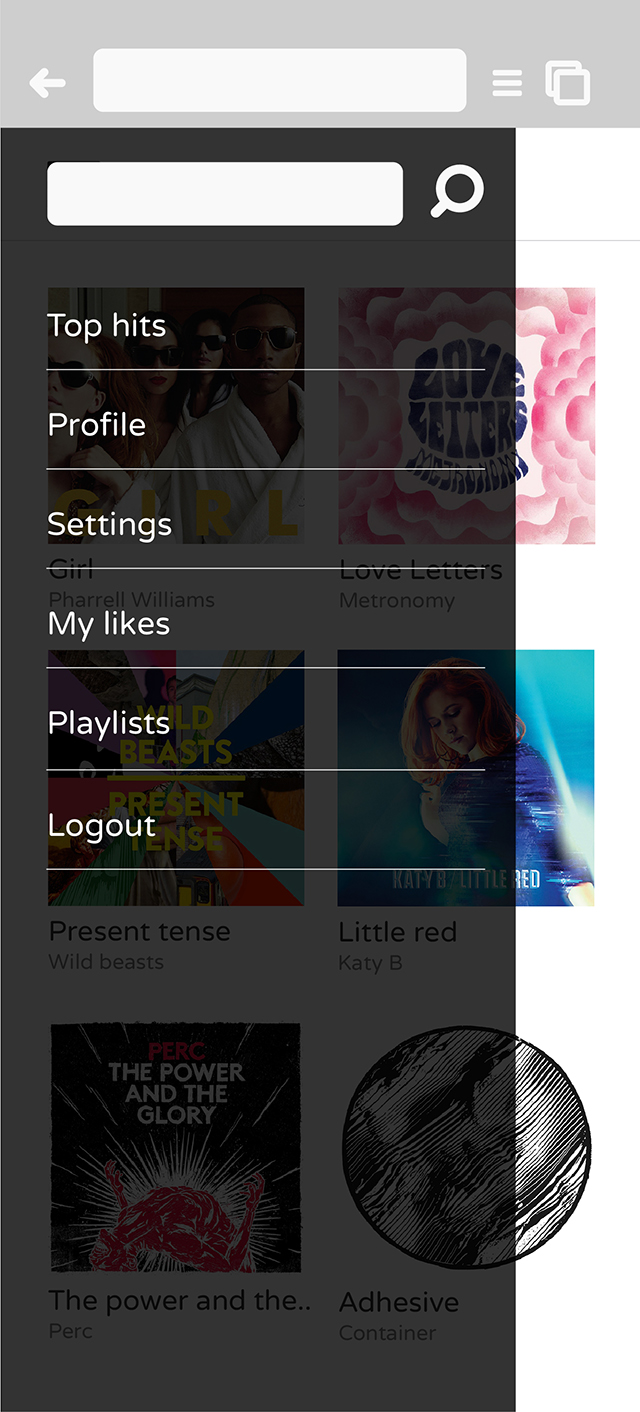 Top hits
Profile
Settings
My likes
Playlists
Logout
GIRL
Girl
Pharrell Williams
LOVE
LETTERS
METRONOMY
Love Letters
Metronomy
WILD
BEASTS
PRESENT
TENSE
Present tense
Wild beasts
KATY B / LITTLE RED
Little red
Katy B
PERC
THE POWER
AND THE
GLORY
The power and the..
Perc
Adhesive
Container